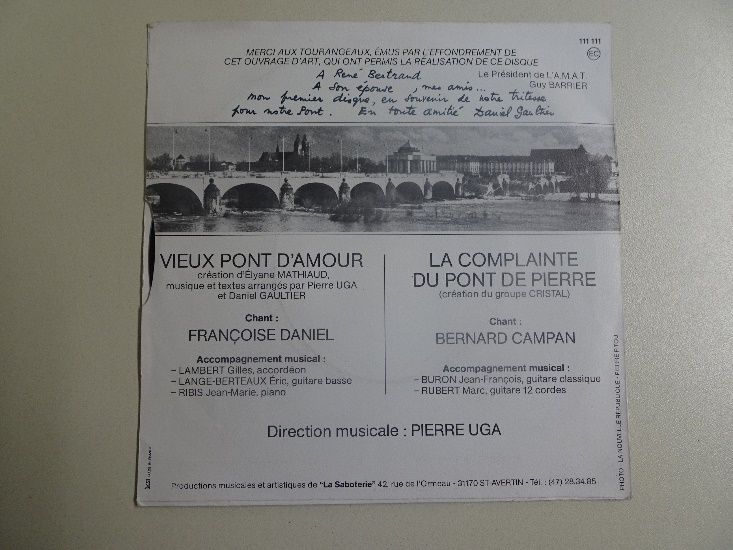 111 111
EC
MERCI AUX TOURANGEAUX, ÉMUS PAR L'EFFONDREMENT DE
CET OUVRAGE D'ART, QUI ONT PERMIS LA RÉALISATION DE CE DISQUE
Le Président de L'A.M.A.T.
Guy BARRIER
A René Bertrand
A son épouse, mes amis...
mon premier disque, en souvenir de notre tristesse
pour notre Pont. En toute amitié Daniel Gaultier
VIEUX PONT D'AMOUR
création d'Élyane MATHIAUD,
musique et textes arrangés par Pierre UGA
et Daniel GAULTIER
Chant :
FRANÇOISE DANIEL
Accompagnement musical :
– LAMBERT Gilles, accordéon
– LANGE-BERTEAUX Éric, guitare basse
– RIBIS Jean-Marie, piano
LA COMPLAINTE
DU PONT DE PIERRE
(création du groupe CRISTAL)
Chant :
BERNARD CAMPAN
Accompagnement musical :
– BURON Jean-François, guitare classique
– RUBERT Marc, guitare 12 cordes
Direction musicale : PIERRE UGA
Productions musicales et artistiques de "La Saboterie" 42, rue de l'Ormeau - 31170 ST-AVERTIN - Tél. : (47) 28.34.85
PHOTO : LA NOUVELLE RÉPUBLIQUE -